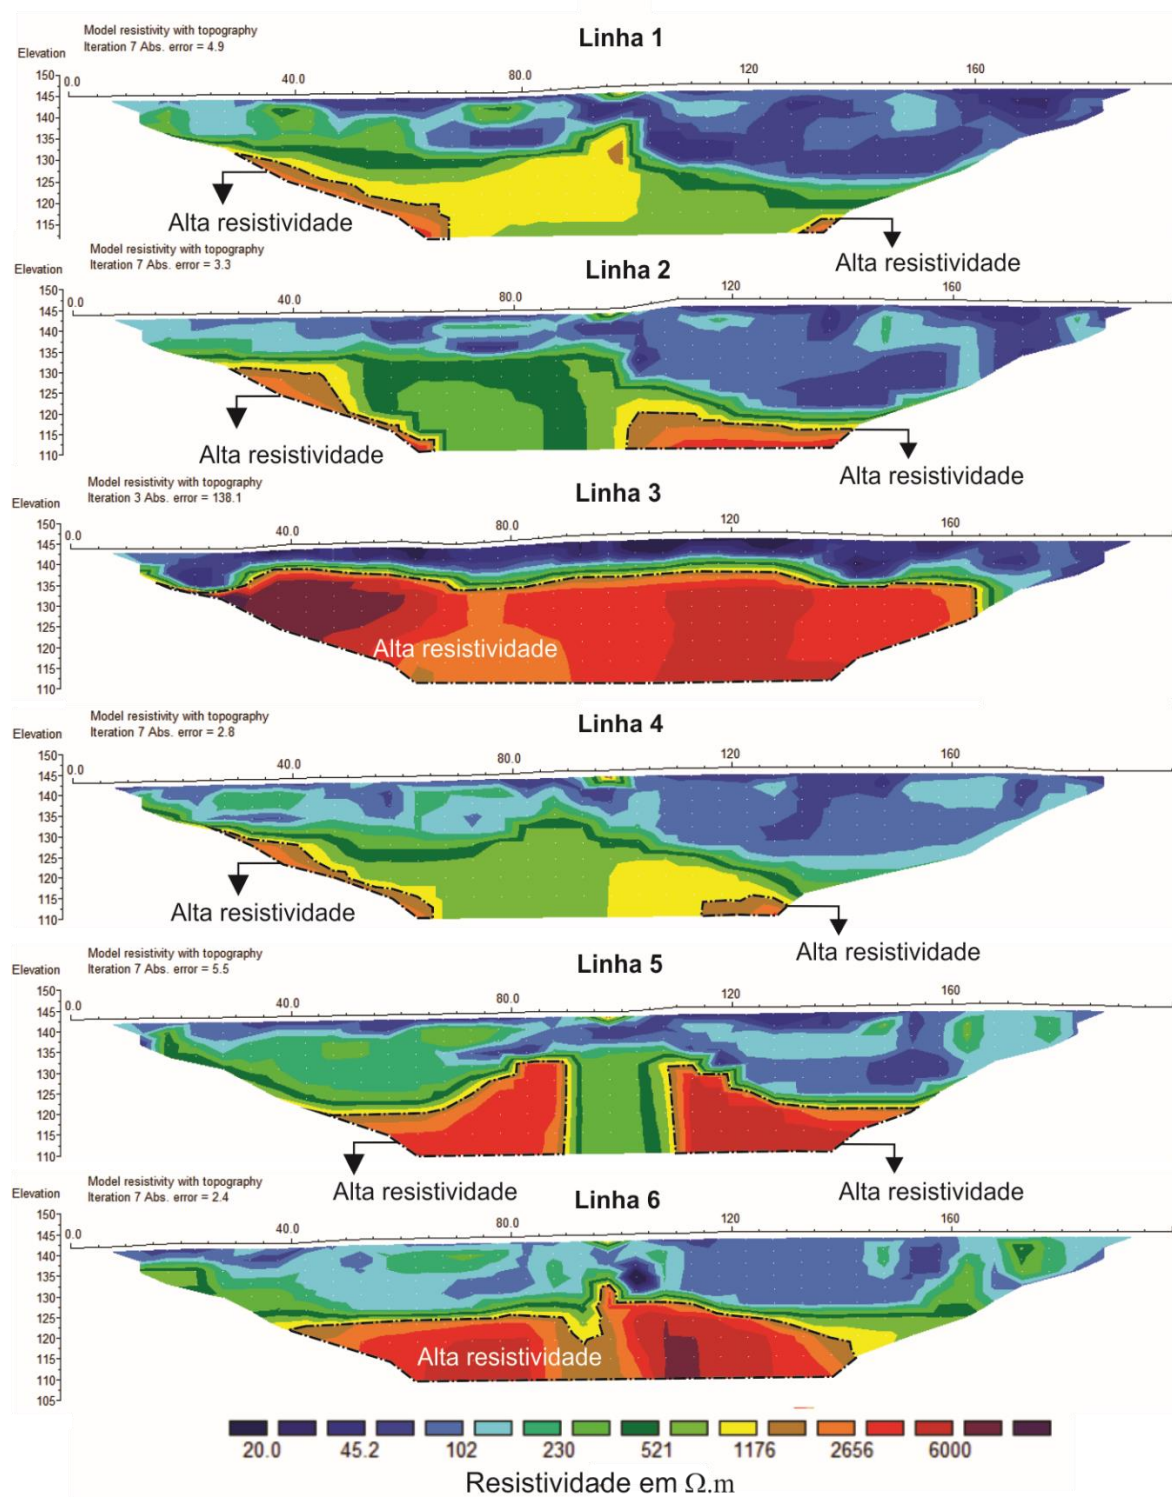 Model resistivity with topography
Iteration 7 Abs. error = 4.9
Linha 1
Elevation
0.0 40.0 80.0 120 160
150
145
140
135
130
125
120
115
Alta resistividade
Alta resistividade
Model resistivity with topography
Iteration 7 Abs. error = 3.3
Linha 2
Elevation
0.0 40.0 80.0 120 160
150
145
140
135
130
125
120
115
110
Alta resistividade
Alta resistividade
Model resistivity with topography
Iteration 3 Abs. error = 138.1
Linha 3
Elevation
0.0 40.0 80.0 120 160
150
145
140
135
130
125
120
115
110
Alta resistividade
Model resistivity with topography
Iteration 7 Abs. error = 2.8
Linha 4
Elevation
0.0 40.0 80.0 120 160
150
145
140
135
130
125
120
115
110
Alta resistividade
Alta resistividade
Model resistivity with topography
Iteration 7 Abs. error = 5.5
Linha 5
Elevation
0.0 40.0 80.0 120 160
150
145
140
135
130
125
120
115
110
Alta resistividade
Alta resistividade
Model resistivity with topography
Iteration 7 Abs. error = 2.4
Linha 6
Elevation
0.0 40.0 80.0 120 160
150
145
140
135
130
125
120
115
110
105
Alta resistividade
20.0 45.2 102 230 521 1176 2656 6000
Resistividade em Ω.m